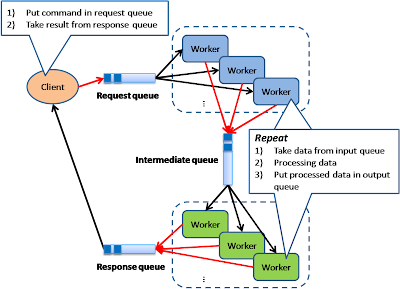 1) Put command in request queue
2) Take result from response queue
Client
Request queue
Worker
Worker
Worker
...
Intermediate queue
Repeat
1) Take data from input queue
2) Processing data
3) Put processed data in output
queue
Worker
Worker
Worker
...
Response queue